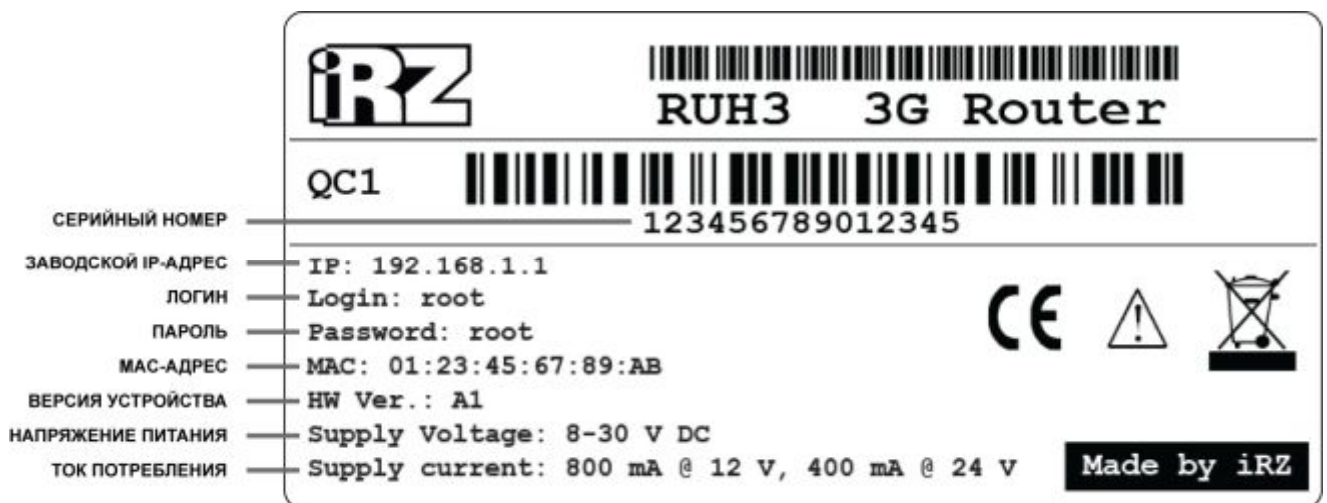 iRZ
RUH3 3G Router
QC1
СЕРИЙНЫЙ НОМЕР 123456789012345
ЗАВОДСКОЙ IP-АДРЕС IP: 192.168.1.1
ЛОГИН Login: root
ПАРОЛЬ Password: root
MAC-АДРЕС MAC: 01:23:45:67:89:AB
ВЕРСИЯ УСТРОЙСТВА HW Ver.: A1
НАПРЯЖЕНИЕ ПИТАНИЯ Supply Voltage: 8-30 V DC
ТОК ПОТРЕБЛЕНИЯ Supply current: 800 mA @ 12 V, 400 mA @ 24 V
CE
Made by iRZ